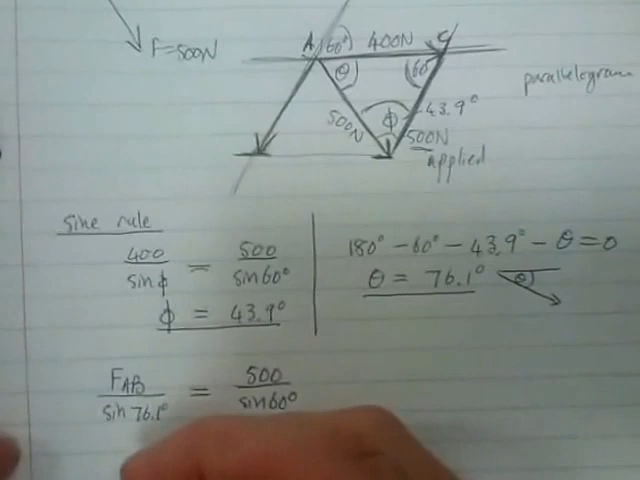 F=500N
A 60° 400N C
θ 60°
parallelogram
500N ϕ 43.9°
500N
applied
sine rule
400/sinϕ = 500/sin60°
ϕ = 43.9°
180° - 60° - 43.9° - θ = 0
θ = 76.1° θ
F_AB/sin 76.1° = 500/sin60°